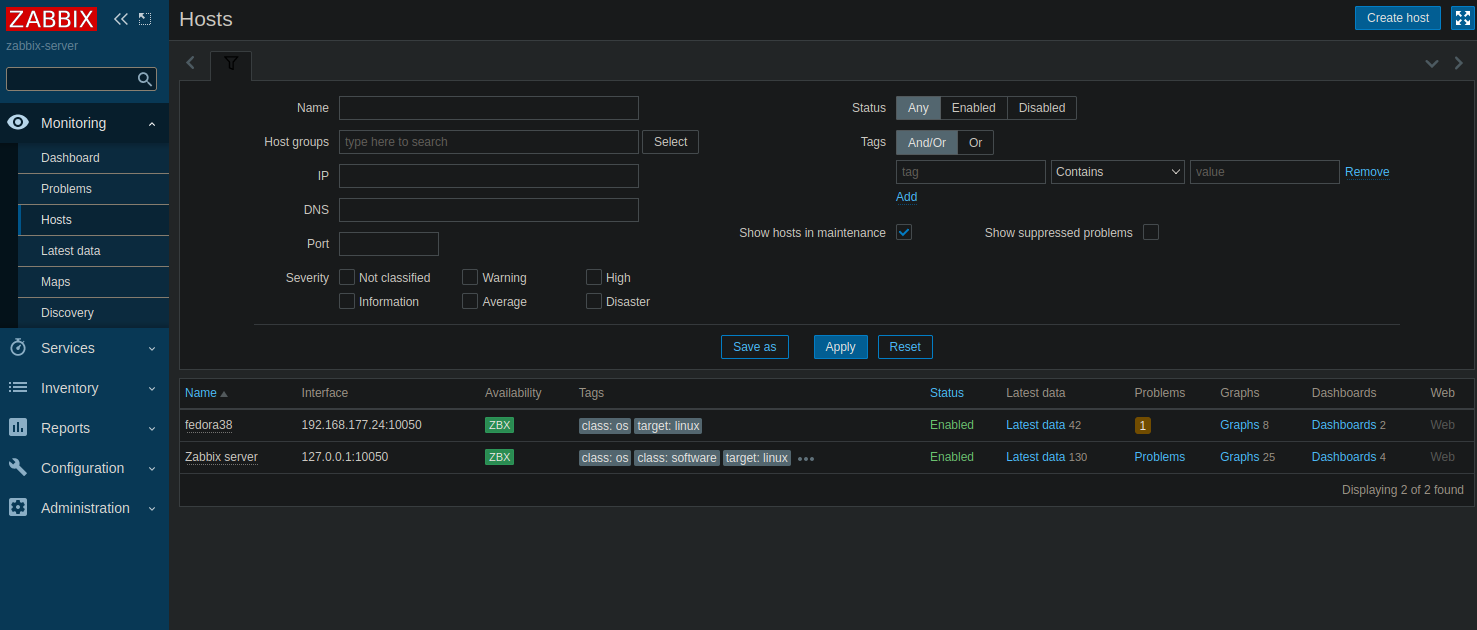 ZABBIX
zabbix-server
Monitoring
Dashboard
Problems
Hosts
Latest data
Maps
Discovery
Services
Inventory
Reports
Configuration
Administration
Hosts
Create host
Name
Host groups type here to search Select
IP
DNS
Port
Severity Not classified Warning High
Information Average Disaster
Status Any Enabled Disabled
Tags And/Or Or
tag Contains value Remove
Add
Show hosts in maintenance Show suppressed problems
Save as Apply Reset
Name Interface Availability Tags Status Latest data Problems Graphs Dashboards Web
fedora38 192.168.177.24:10050 ZBX class: os target: linux Enabled Latest data 42 1 Graphs 8 Dashboards 2 Web
Zabbix server 127.0.0.1:10050 ZBX class: os class: software target: linux ••• Enabled Latest data 130 Problems Graphs 25 Dashboards 4 Web
Displaying 2 of 2 found